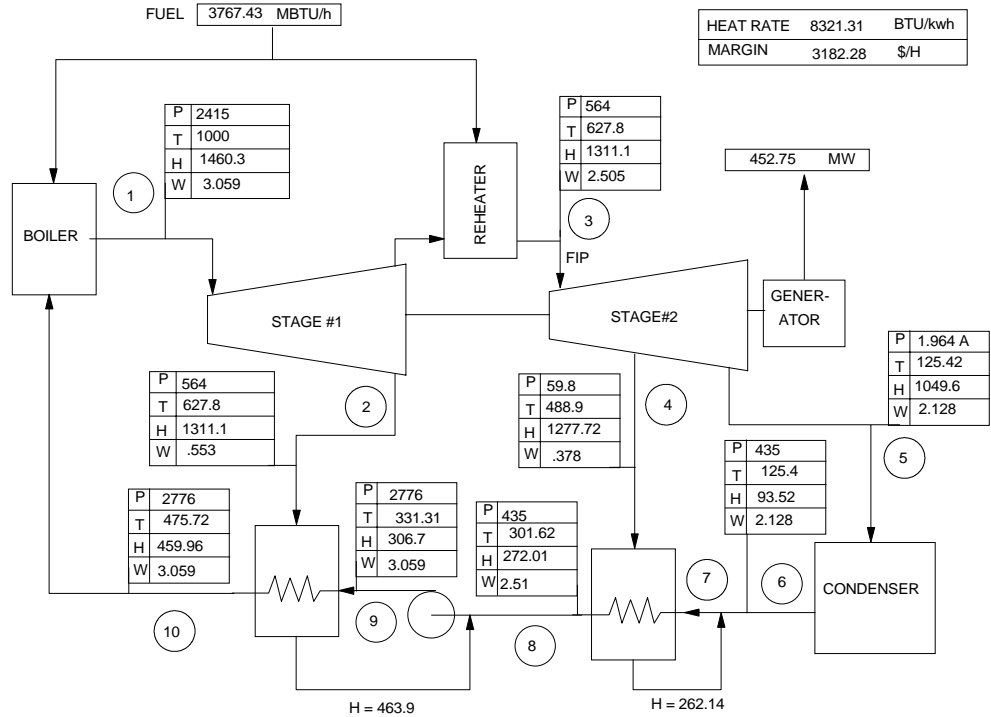 FUEL 3767.43 MBTU/h
HEAT RATE 8321.31 BTU/kwh
MARGIN 3182.28 $/H
P 2415
T 1000
H 1460.3
W 3.059
1
BOILER
REHEATER
P 564
T 627.8
H 1311.1
W 2.505
3
FIP
452.75 MW
STAGE #1
STAGE#2
GENER-
ATOR
P 564
T 627.8
H 1311.1
W .553
2
P 59.8
T 488.9
H 1277.72
W .378
4
P 1.964 A
T 125.42
H 1049.6
W 2.128
5
P 2776
T 475.72
H 459.96
W 3.059
10
P 2776
T 331.31
H 306.7
W 3.059
9
P 435
T 301.62
H 272.01
W 2.51
8
P 435
T 125.4
H 93.52
W 2.128
7
6
CONDENSER
H = 463.9
H = 262.14